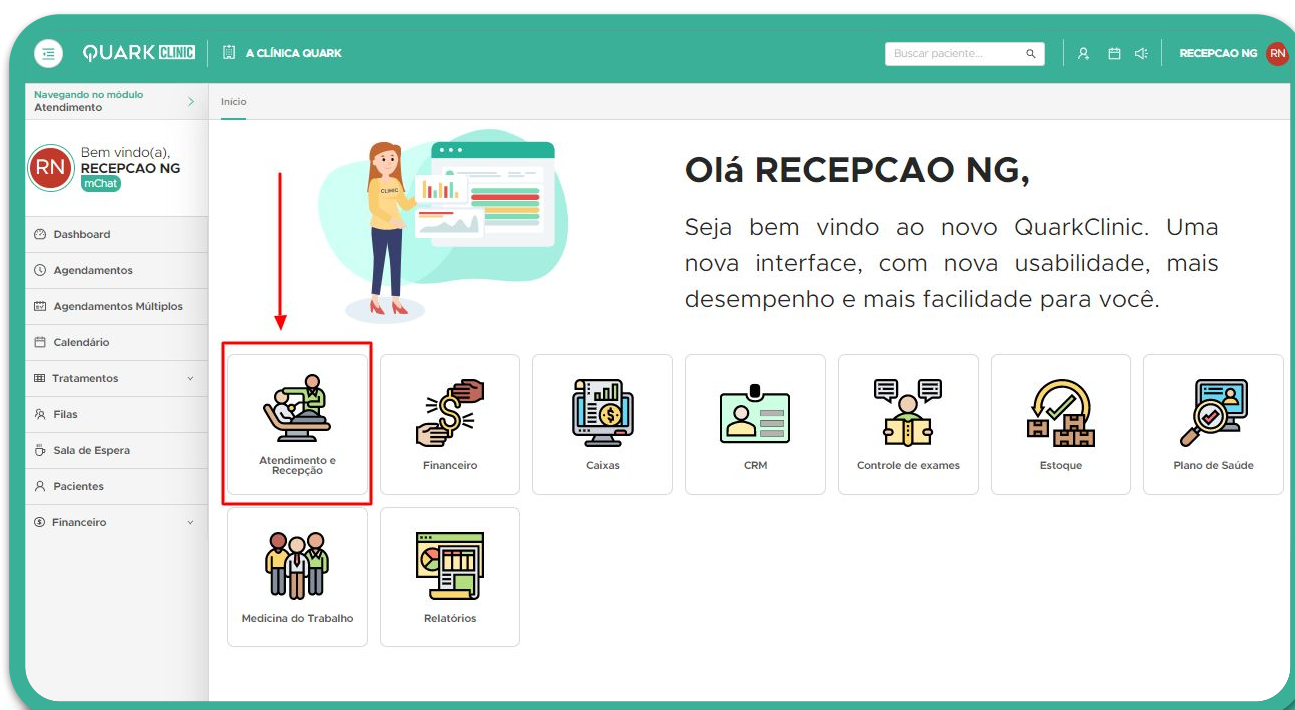 QUARK CLINIC
A CLÍNICA QUARK
Buscar paciente...
RECEPCAO NG
RN
Navegando no módulo
Atendimento
Início
RN
Bem vindo(a),
RECEPCAO NG
mChat
Dashboard
Agendamentos
Agendamentos Múltiplos
Calendário
Tratamentos
Filas
Sala de Espera
Pacientes
Financeiro
CLINIC
Olá RECEPCAO NG,
Seja bem vindo ao novo QuarkClinic. Uma
nova interface, com nova usabilidade, mais
desempenho e mais facilidade para você.
Atendimento e
Recepção
Financeiro
Caixas
CRM
Controle de exames
Estoque
Plano de Saúde
Medicina do Trabalho
Relatórios